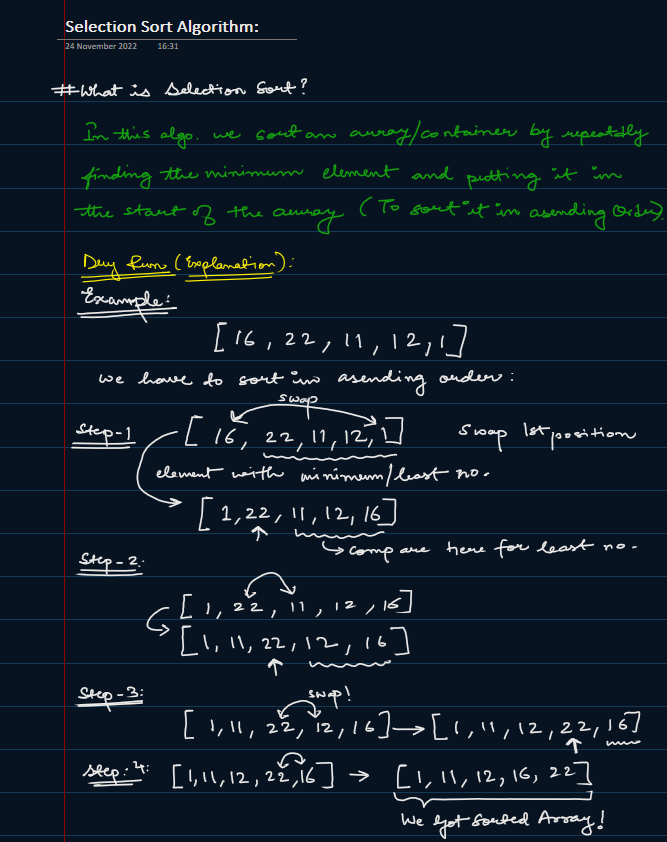 Selection Sort Algorithm:
24 November 2022 16:31
#What is Selection Sort?
In this algo. we sort an array/container by repeatdly
finding the minimum element and putting it in
the start of the array (To sort it in asending Order).
Dry Run (Explanation):
Example:
[16, 22, 11, 12, 1]
we have to sort in asending order:
swap
Step-1 [16, 22, 11, 12, 1] swap 1st position
element with minimum/least no.
[1, 22, 11, 12, 16]
compare here for least no.
Step-2:
[1, 22, 11, 12, 16]
[1, 11, 22, 12, 16]
Step-3: swap!
[1, 11, 22, 12, 16] → [1, 11, 12, 22, 16]
Step-4: [1, 11, 12, 22, 16] → [1, 11, 12, 16, 22]
We Got Sorted Array!